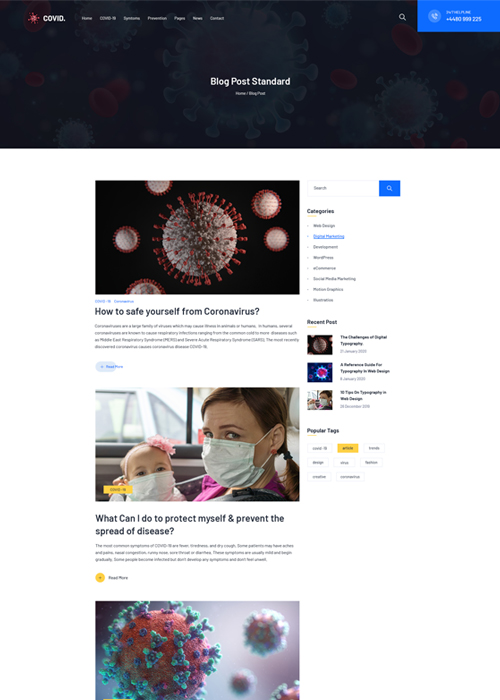 COVID.
Home COVID-19 Symtoms Prevention Pages News Contact
24/7 HELPLINE
+4480 989 225
Blog Post Standard
Home / Blog Post
COVID-19 Coronavirus
How to safe yourself from Coronavirus?
Coronaviruses are a large family of viruses which may cause illness in animals or humans. In humans, several
coronaviruses are known to cause respiratory infections ranging from the common cold to more diseases such
as Middle East Respiratory Syndrome (MERS) and Severe Acute Respiratory Syndrome (SARS). The most recently
discovered coronavirus causes coronavirus disease COVID-19.
Read More
COVID-19
What Can I do to protect myself & prevent the
spread of disease?
The most common symptoms of COVID-19 are fever, tiredness, and dry cough. Some patients may have aches
and pains, nasal congestion, runny nose, sore throat or diarrhea. These symptoms are usually mild and begin
gradually. Some people become infected but don't develop any symptoms and don't feel unwell.
Read More
Search
Categories
Web Design
Digital Marketing
Development
WordPress
eCommerce
Social Media Marketing
Motion Graphics
Illustration
Recent Post
The Challenges of Digital
Typography
21 January 2020
A Reference Guide For
Typography In Web Design
6 January 2020
10 Tips On Typography in
Web Design
Popular Tags
covid -19 article trends
design virus fashion
creative coronavirus